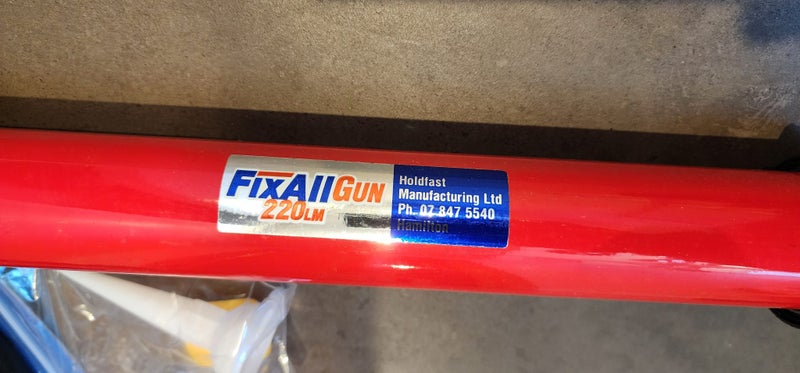 FixAllGun
220LM
Holdfast
Manufacturing Ltd
Ph. 07 847 5540
Hamilton